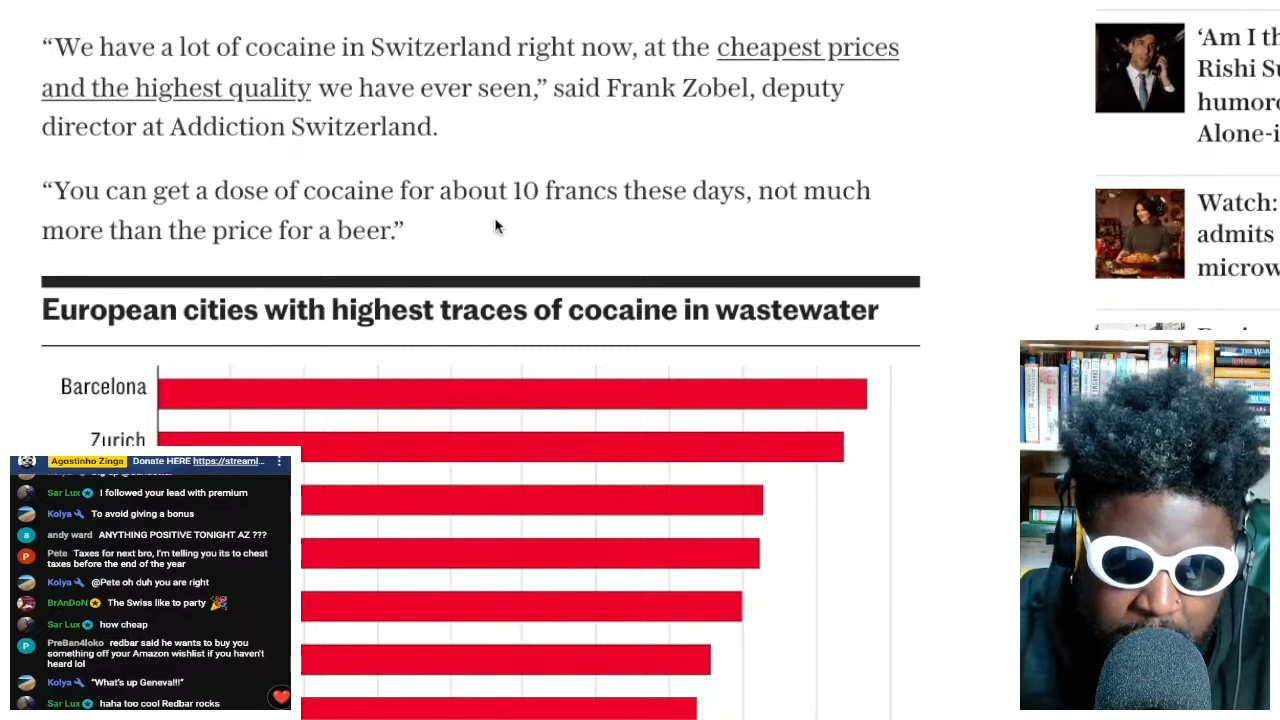 “We have a lot of cocaine in Switzerland right now, at the cheapest prices
and the highest quality we have ever seen,” said Frank Zobel, deputy
director at Addiction Switzerland.
“You can get a dose of cocaine for about 10 francs these days, not much
more than the price for a beer.”
European cities with highest traces of cocaine in wastewater
Barcelona
Zurich
‘Am I th
Rishi Su
humoro
Alone-i
Watch:
admits
microw
Agostinho Zinga Donate HERE https://streaml...
Sar Lux I followed your lead with premium
Kolya To avoid giving a bonus
andy ward ANYTHING POSITIVE TONIGHT AZ ???
Pete Taxes for next bro, I'm telling you its to cheat
taxes before the end of the year
Kolya @Pete oh duh you are right
BrAnDoN The Swiss like to party 🎉
Sar Lux how cheap
PreBan4loko redbar said he wants to buy you
something off your Amazon wishlist if you haven't
heard lol
Kolya “What's up Geneva!!!”
Sar Lux haha too cool Redbar rocks